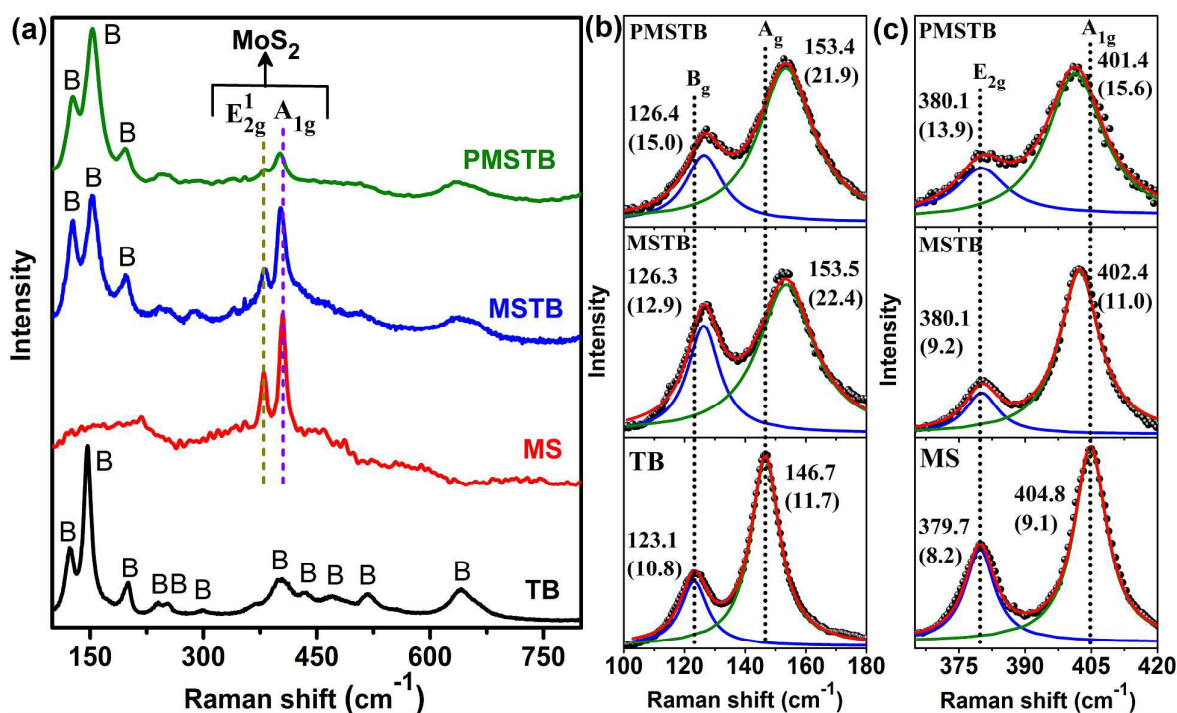 (a)
B
B
B
MoS₂
E¹₂g A₁g
PMSTB
B
B
B
MSTB
MS
B
B
B
B B
B
B
B
B
B
B
TB
Intensity
150 300 450 600 750
Raman shift (cm⁻¹)
(b)
PMSTB
A_g
153.4
(21.9)
B_g
126.4
(15.0)
MSTB
126.3
(12.9)
153.5
(22.4)
TB
146.7
(11.7)
123.1
(10.8)
Intensity
100 120 140 160 180
Raman shift (cm⁻¹)
(c)
PMSTB
A₁g
401.4
(15.6)
E₂g
380.1
(13.9)
MSTB
402.4
(11.0)
380.1
(9.2)
MS
404.8
(9.1)
379.7
(8.2)
Intensity
375 390 405 420
Raman shift (cm⁻¹)